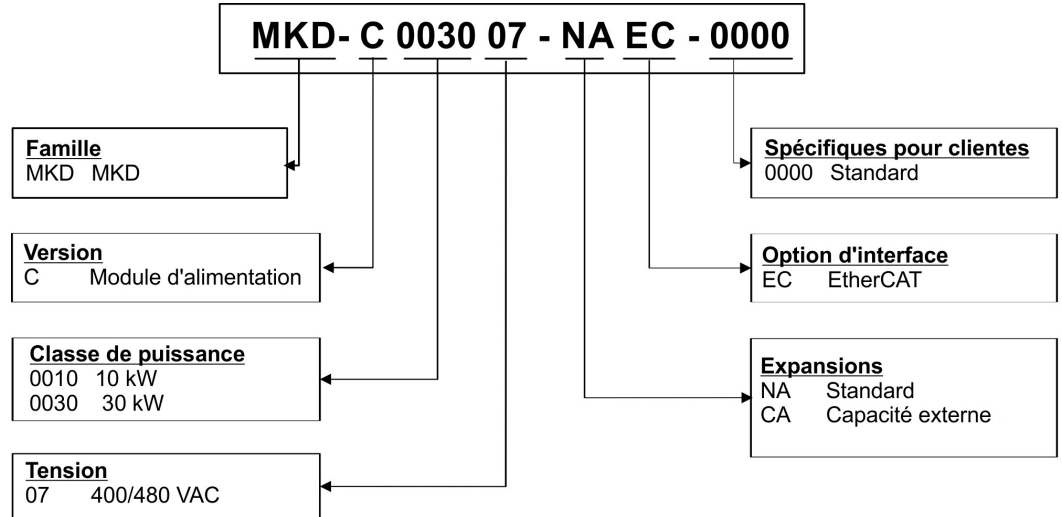 MKD- C 0030 07 - NA EC - 0000
Famille
MKD MKD
Version
C Module d'alimentation
Classe de puissance
0010 10 kW
0030 30 kW
Tension
07 400/480 VAC
Spécifiques pour clientes
0000 Standard
Option d'interface
EC EtherCAT
Expansions
NA Standard
CA Capacité externe